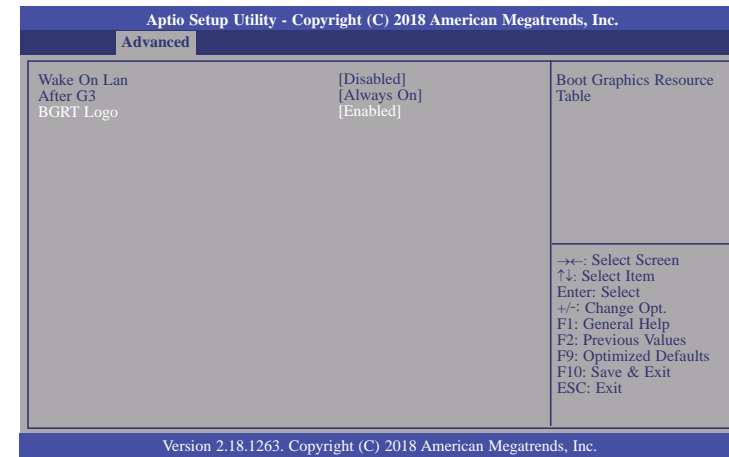 Aptio Setup Utility - Copyright (C) 2018 American Megatrends, Inc.
Advanced
Wake On Lan [Disabled]
After G3 [Always On]
BGRT Logo [Enabled]
Boot Graphics Resource
Table
→←: Select Screen
↑↓: Select Item
Enter: Select
+/-: Change Opt.
F1: General Help
F2: Previous Values
F9: Optimized Defaults
F10: Save & Exit
ESC: Exit
Version 2.18.1263. Copyright (C) 2018 American Megatrends, Inc.